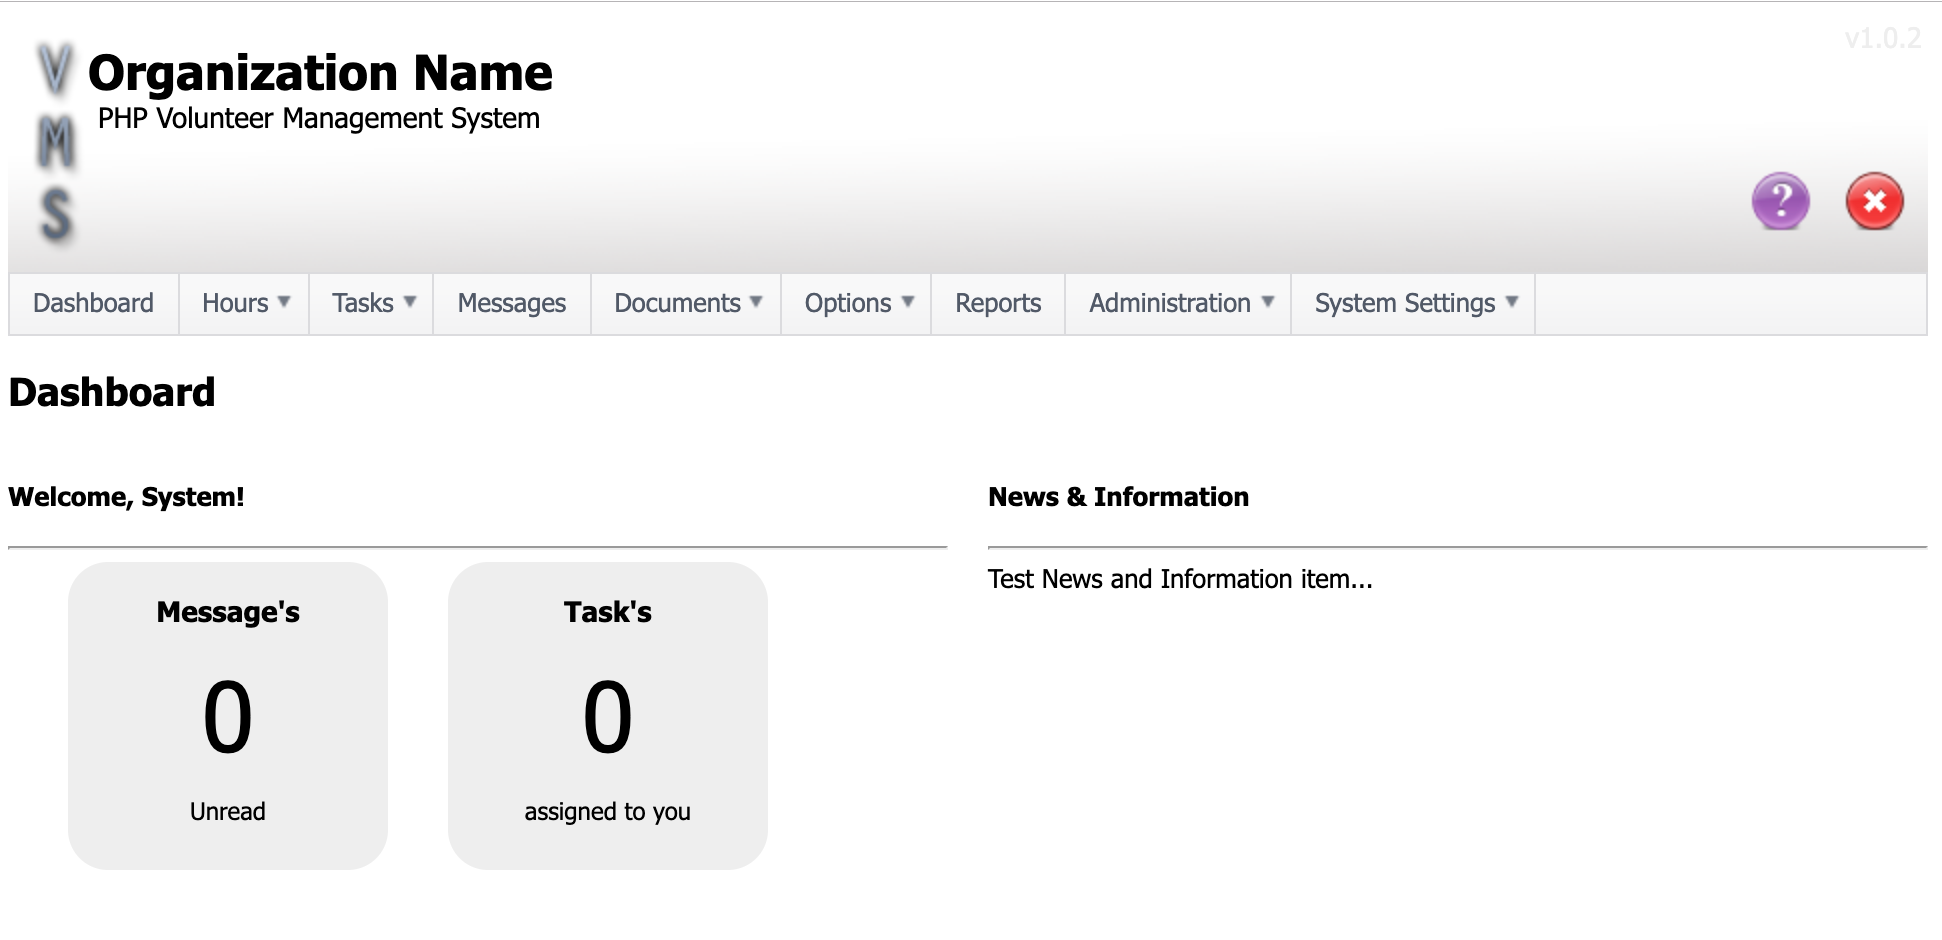 v1.0.2
V
M
S
Organization Name
PHP Volunteer Management System
?
Dashboard Hours Tasks Messages Documents Options Reports Administration System Settings
Dashboard
Welcome, System!
Message's
0
Unread
Task's
0
assigned to you
News & Information
Test News and Information item...